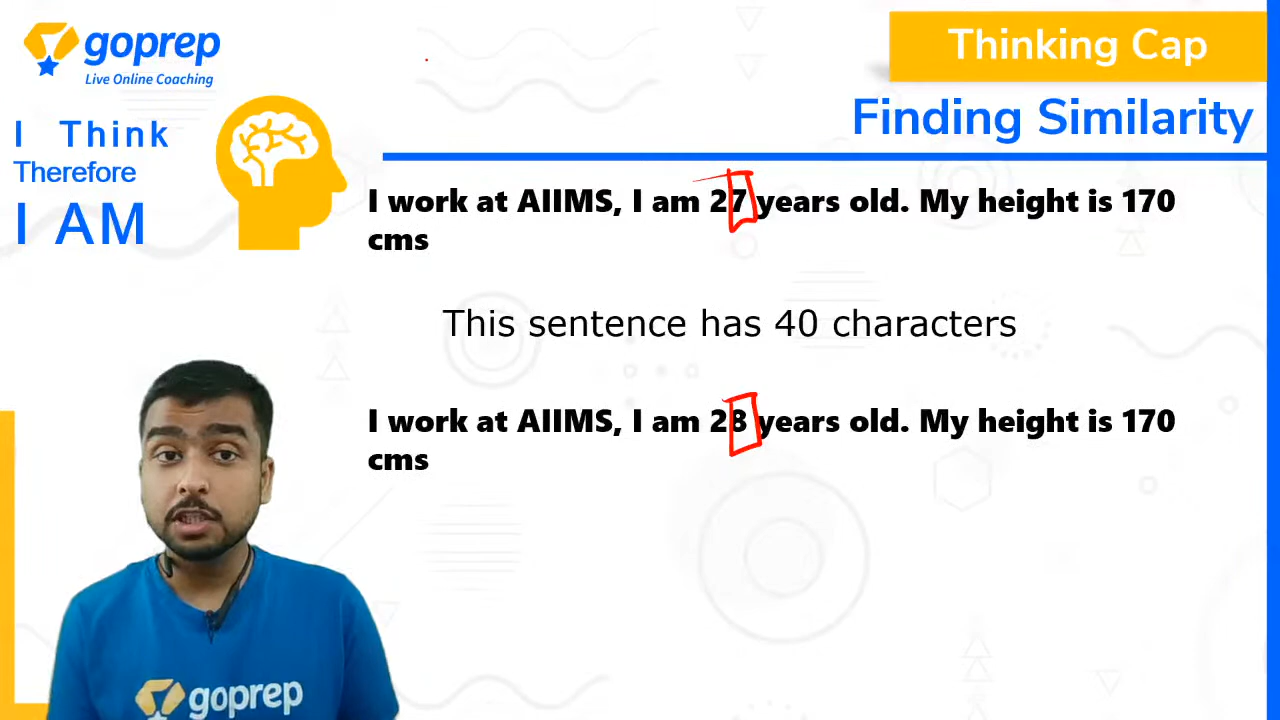 goprep
Live Online Coaching
Thinking Cap
Finding Similarity
I Think
Therefore
I AM
I work at AIIMS, I am 27 years old. My height is 170
cms
This sentence has 40 characters
I work at AIIMS, I am 28 years old. My height is 170
cms
goprep